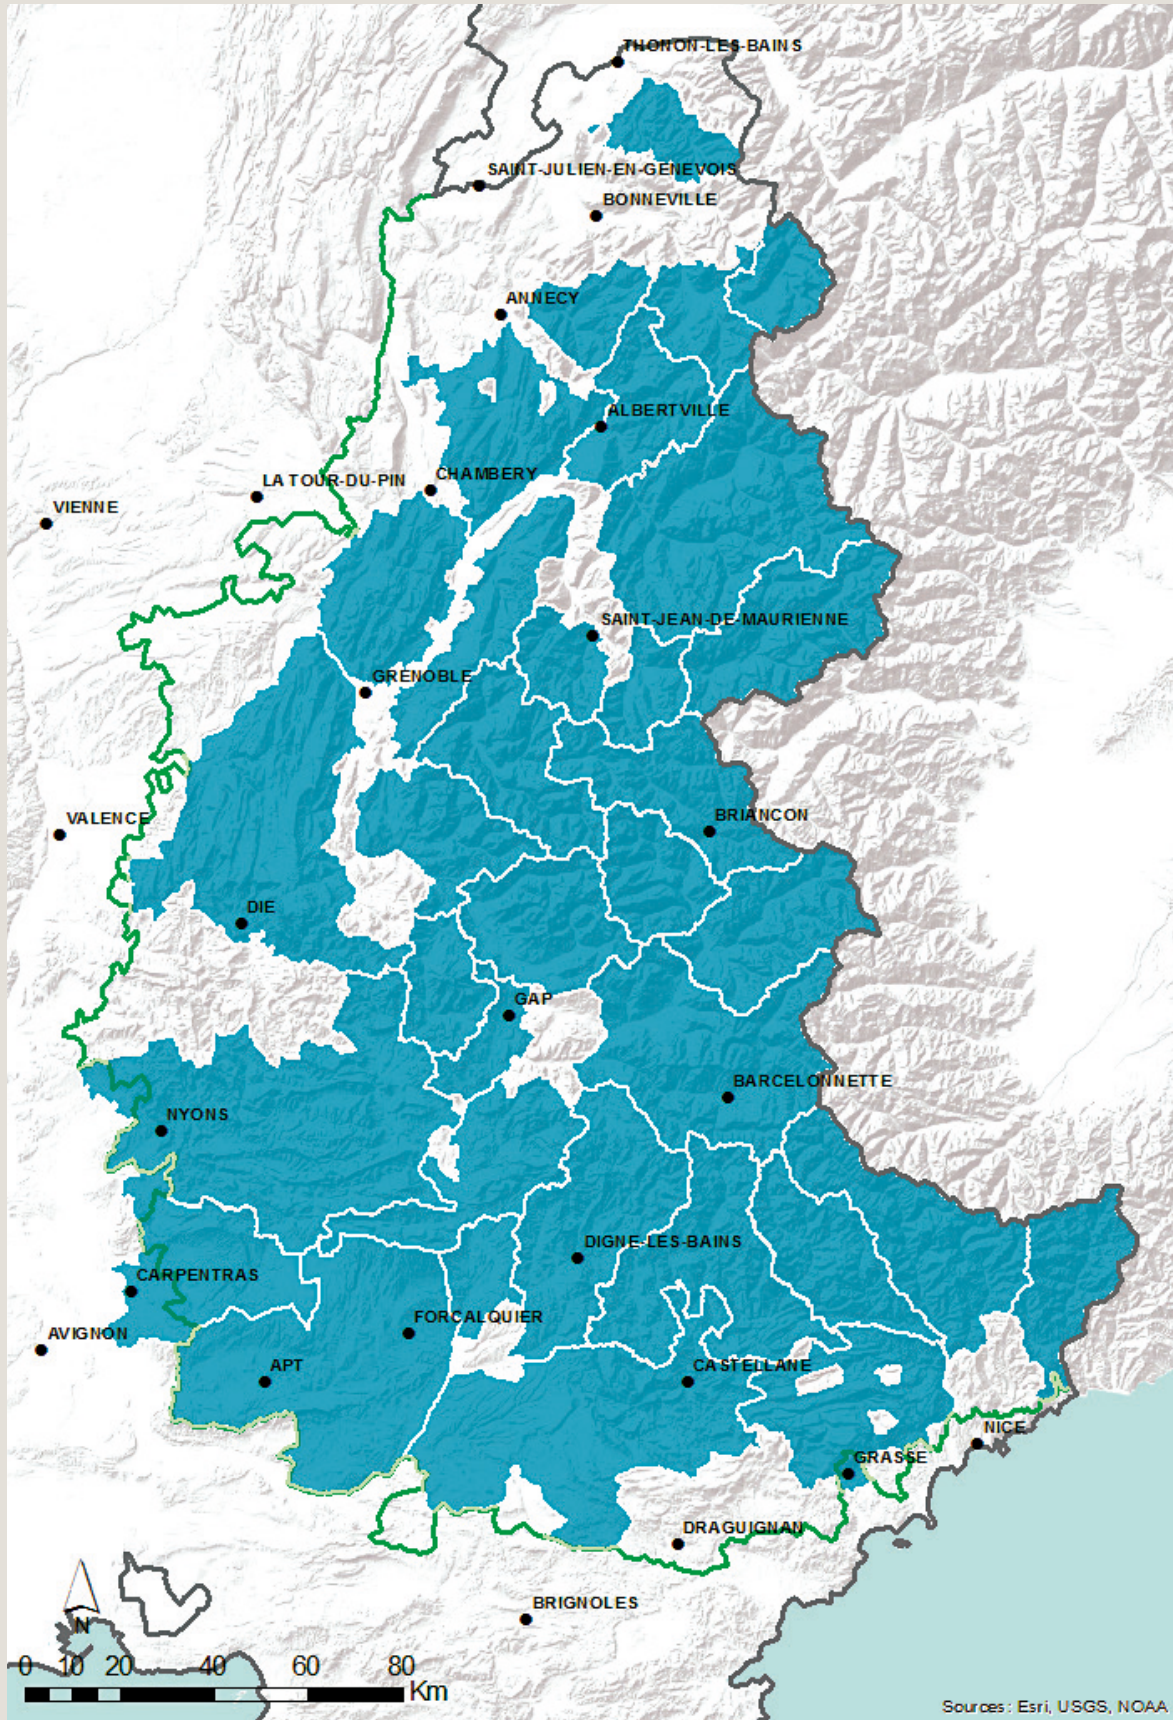 THONON-LES-BAINS
SAINT-JULIEN-EN-GENEVOIS
BONNEVILLE
ANNECY
ALBERTVILLE
CHAMBERY
LA TOUR-DU-PIN
VIENNE
SAINT-JEAN-DE-MAURIENNE
GRENOBLE
BRIANCON
VALENCE
DIE
GAP
BARCELONNETTE
NYONS
DIGNE-LES-BAINS
CARPENTRAS
FORCALQUIER
AVIGNON
APT
CASTELLANE
NICE
GRASSE
DRAGUIGNAN
BRIGNOLES
N
0 10 20 40 60 80
Km
Sources: Esri, USGS, NOAA